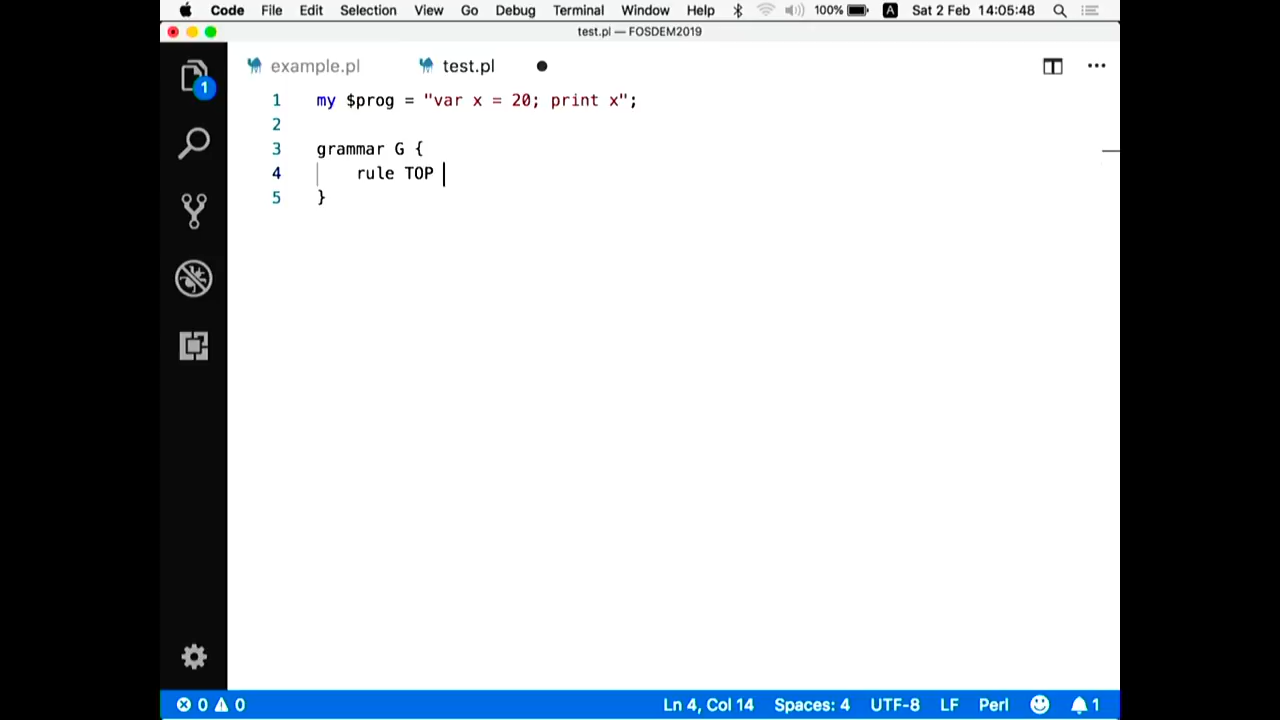 Code File Edit Selection View Go Debug Terminal Window Help 100% A Sat 2 Feb 14:05:48
test.pl — FOSDEM2019
example.pl test.pl
1
1 my $prog = "var x = 20; print x";
2
3 grammar G {
4 rule TOP
5 }
0 0 Ln 4, Col 14 Spaces: 4 UTF-8 LF Perl 1